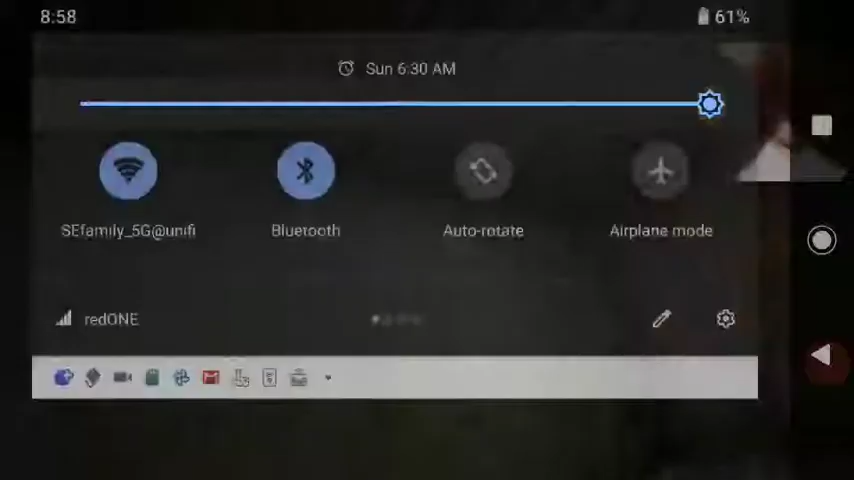 8:58
61%
Sun 6:30 AM
SEfamily_5G@unifi
Bluetooth
Auto-rotate
Airplane mode
redONE